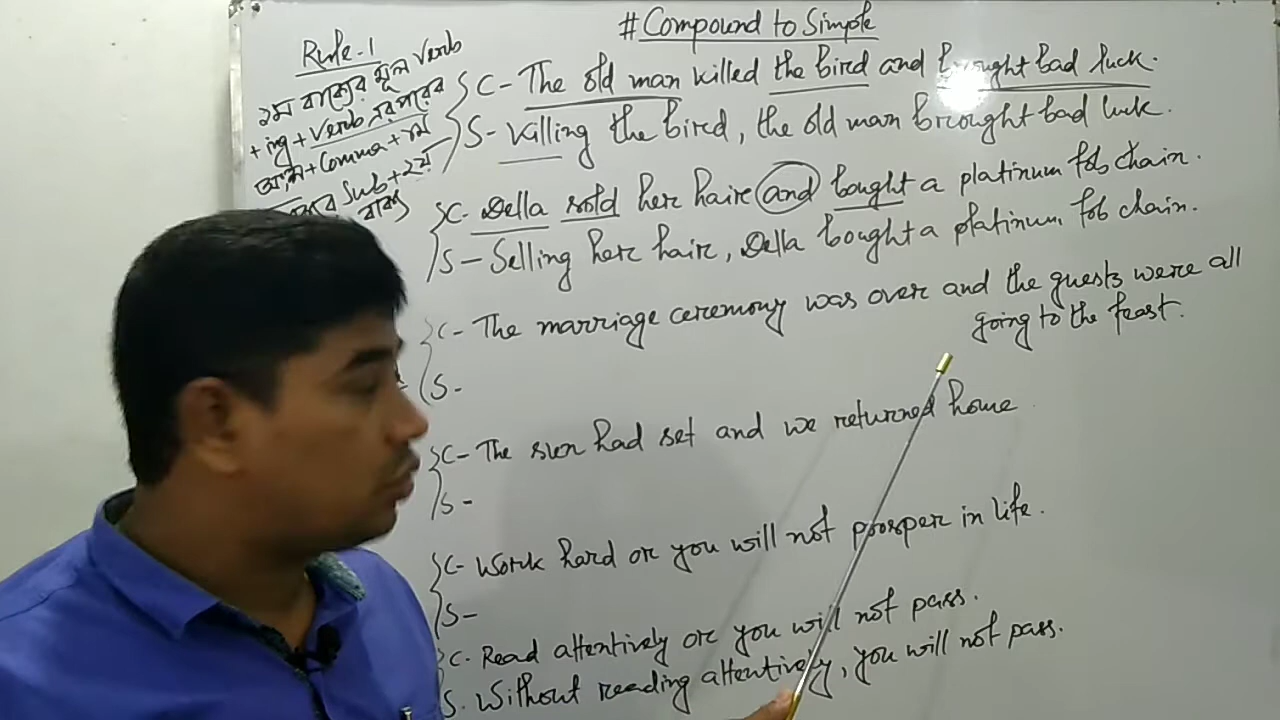 #Compound to Simple
Rule-1
১ম বাক্যের মূল Verb
+ ing + Verb এর পরের
অংশ + Comma + ১ম
Sub + ২য়
বাক্য
C- The old man killed the bird and brought bad luck.
S- Killing the bird, the old man brought bad luck.
C- Della sold her haire and bought a platinum fob chain.
S- Selling her hair, Della bought a platinum fob chain.
C- The marriage ceremony was over and the guests were all
going to the feast.
S-
C- The sun had set and we returned home
S-
C- Work hard or you will not prosper in life.
S-
C. Read attentively or you will not pass.
S. Without reading attentively, you will not pass.